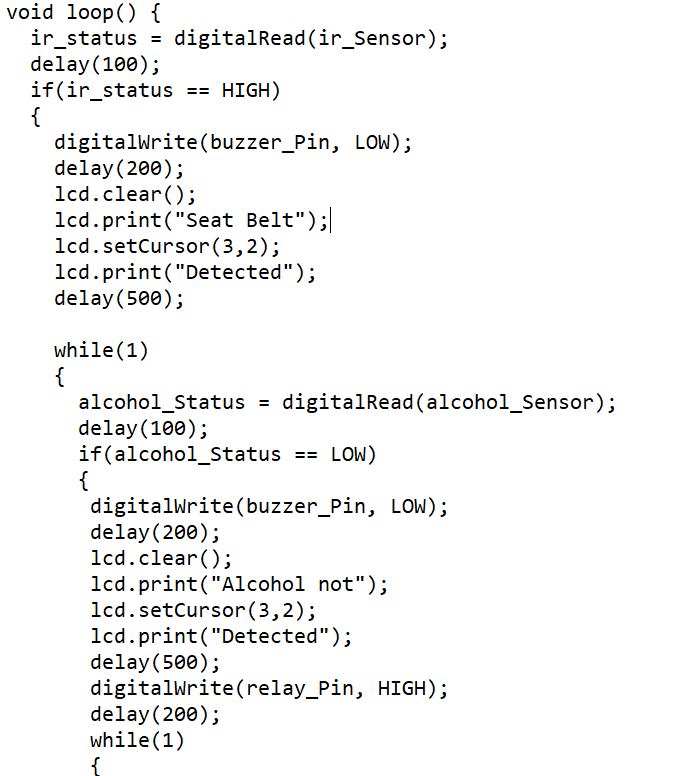 void loop() {
  ir_status = digitalRead(ir_Sensor);
  delay(100);
  if(ir_status == HIGH)
  {
    digitalWrite(buzzer_Pin, LOW);
    delay(200);
    lcd.clear();
    lcd.print("Seat Belt");
    lcd.setCursor(3,2);
    lcd.print("Detected");
    delay(500);

    while(1)
    {
      alcohol_Status = digitalRead(alcohol_Sensor);
      delay(100);
      if(alcohol_Status == LOW)
      {
       digitalWrite(buzzer_Pin, LOW);
       delay(200);
       lcd.clear();
       lcd.print("Alcohol not");
       lcd.setCursor(3,2);
       lcd.print("Detected");
       delay(500);
       digitalWrite(relay_Pin, HIGH);
       delay(200);
       while(1)
       {